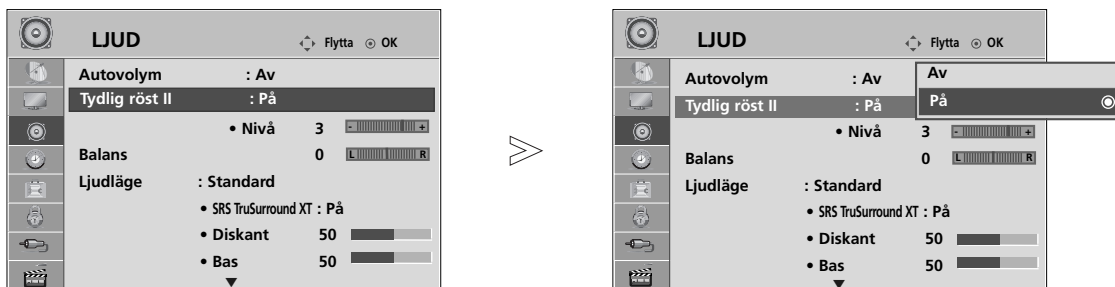 LJUD
Flytta OK
Autovolym : Av
Tydlig röst II : På
• Nivå 3 - +
Balans 0 L R
Ljudläge : Standard
• SRS TruSurround XT : På
• Diskant 50
• Bas 50
▼
>
LJUD
Flytta OK
Autovolym : Av
Tydlig röst II : På
Av
På
• Nivå 3 - +
Balans 0 L R
Ljudläge : Standard
• SRS TruSurround XT : På
• Diskant 50
• Bas 50
▼